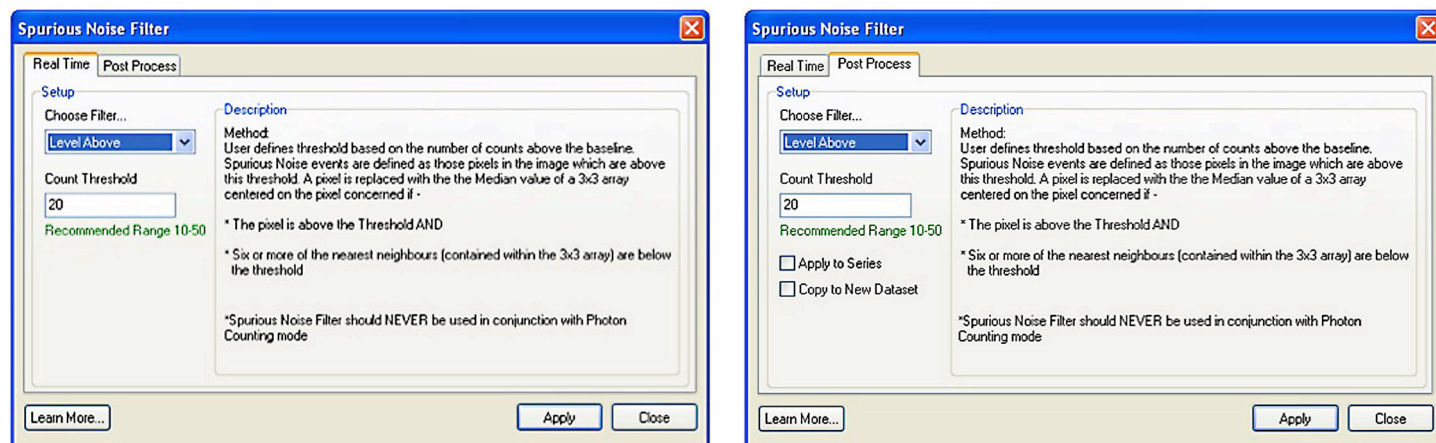 Spurious Noise Filter
Real Time
Post Process
Setup
Choose Filter...
Level Above
Count Threshold
20
Recommended Range 10-50
Description
Method:
User defines threshold based on the number of counts above the baseline.
Spurious Noise events are defined as those pixels in the image which are above
this threshold. A pixel is replaced with the the Median value of a 3x3 array
centered on the pixel concerned if -
* The pixel is above the Threshold AND
* Six or more of the nearest neighbours (contained within the 3x3 array) are below
the threshold
*Spurious Noise Filter should NEVER be used in conjunction with Photon
Counting mode
Learn More...
Apply
Close
Spurious Noise Filter
Real Time
Post Process
Setup
Choose Filter...
Level Above
Count Threshold
20
Recommended Range 10-50
Apply to Series
Copy to New Dataset
Description
Method:
User defines threshold based on the number of counts above the baseline.
Spurious Noise events are defined as those pixels in the image which are above
this threshold. A pixel is replaced with the the Median value of a 3x3 array
centered on the pixel concerned if -
* The pixel is above the Threshold AND
* Six or more of the nearest neighbours (contained within the 3x3 array) are below
the threshold
*Spurious Noise Filter should NEVER be used in conjunction with Photon
Counting mode
Learn More...
Apply
Close